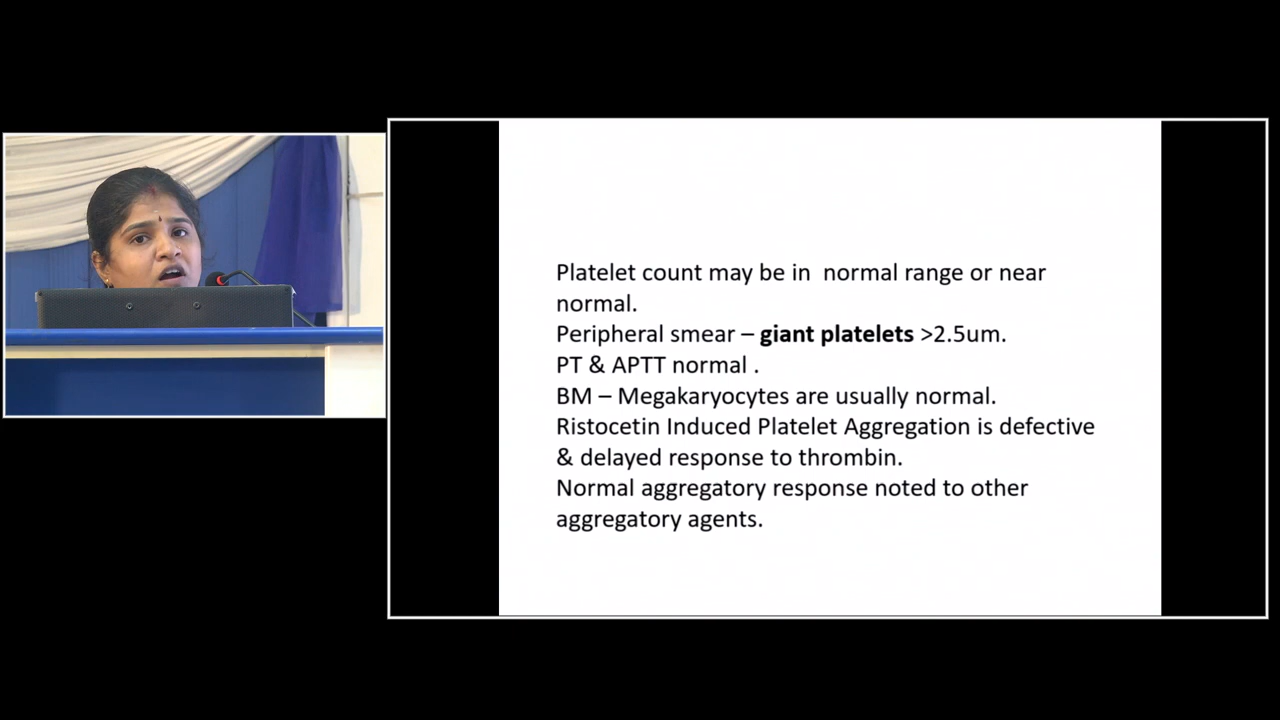 Platelet count may be in  normal range or near
normal.
Peripheral smear – giant platelets >2.5um.
PT & APTT normal .
BM – Megakaryocytes are usually normal.
Ristocetin Induced Platelet Aggregation is defective
& delayed response to thrombin.
Normal aggregatory response noted to other
aggregatory agents.